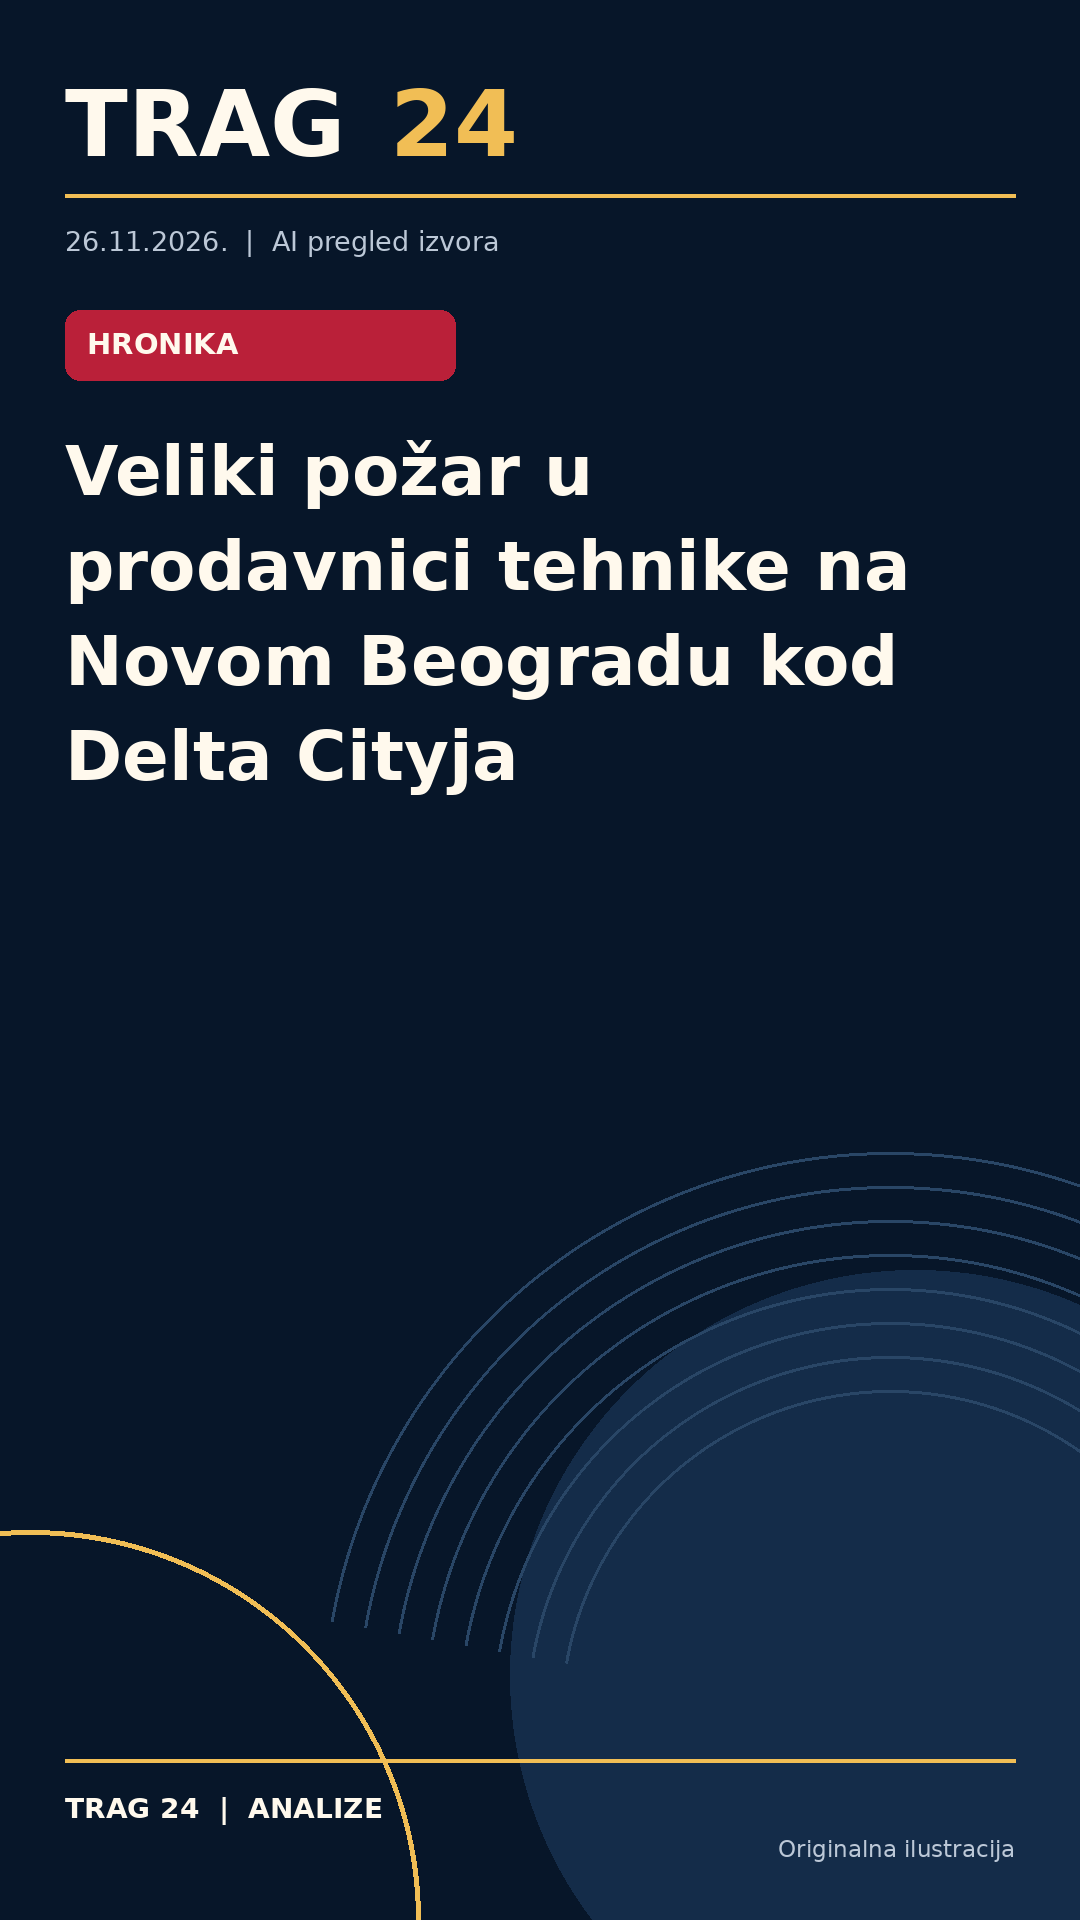 TRAG 24
26.11.2026. | AI pregled izvora
HRONIKA
Veliki požar u
prodavnici tehnike na
Novom Beogradu kod
Delta Cityja
TRAG 24 | ANALIZE
Originalna ilustracija